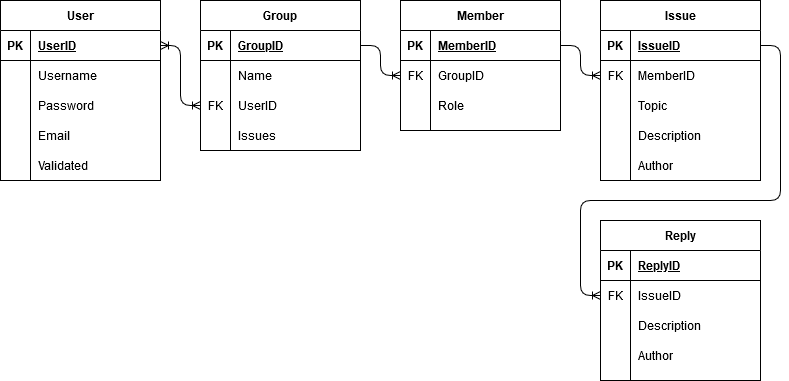 User
PK UserID
Username
Password
Email
Validated
Group
PK GroupID
Name
FK UserID
Issues
Member
PK MemberID
FK GroupID
Role
Issue
PK IssueID
FK MemberID
Topic
Description
Author
Reply
PK ReplyID
FK IssueID
Description
Author